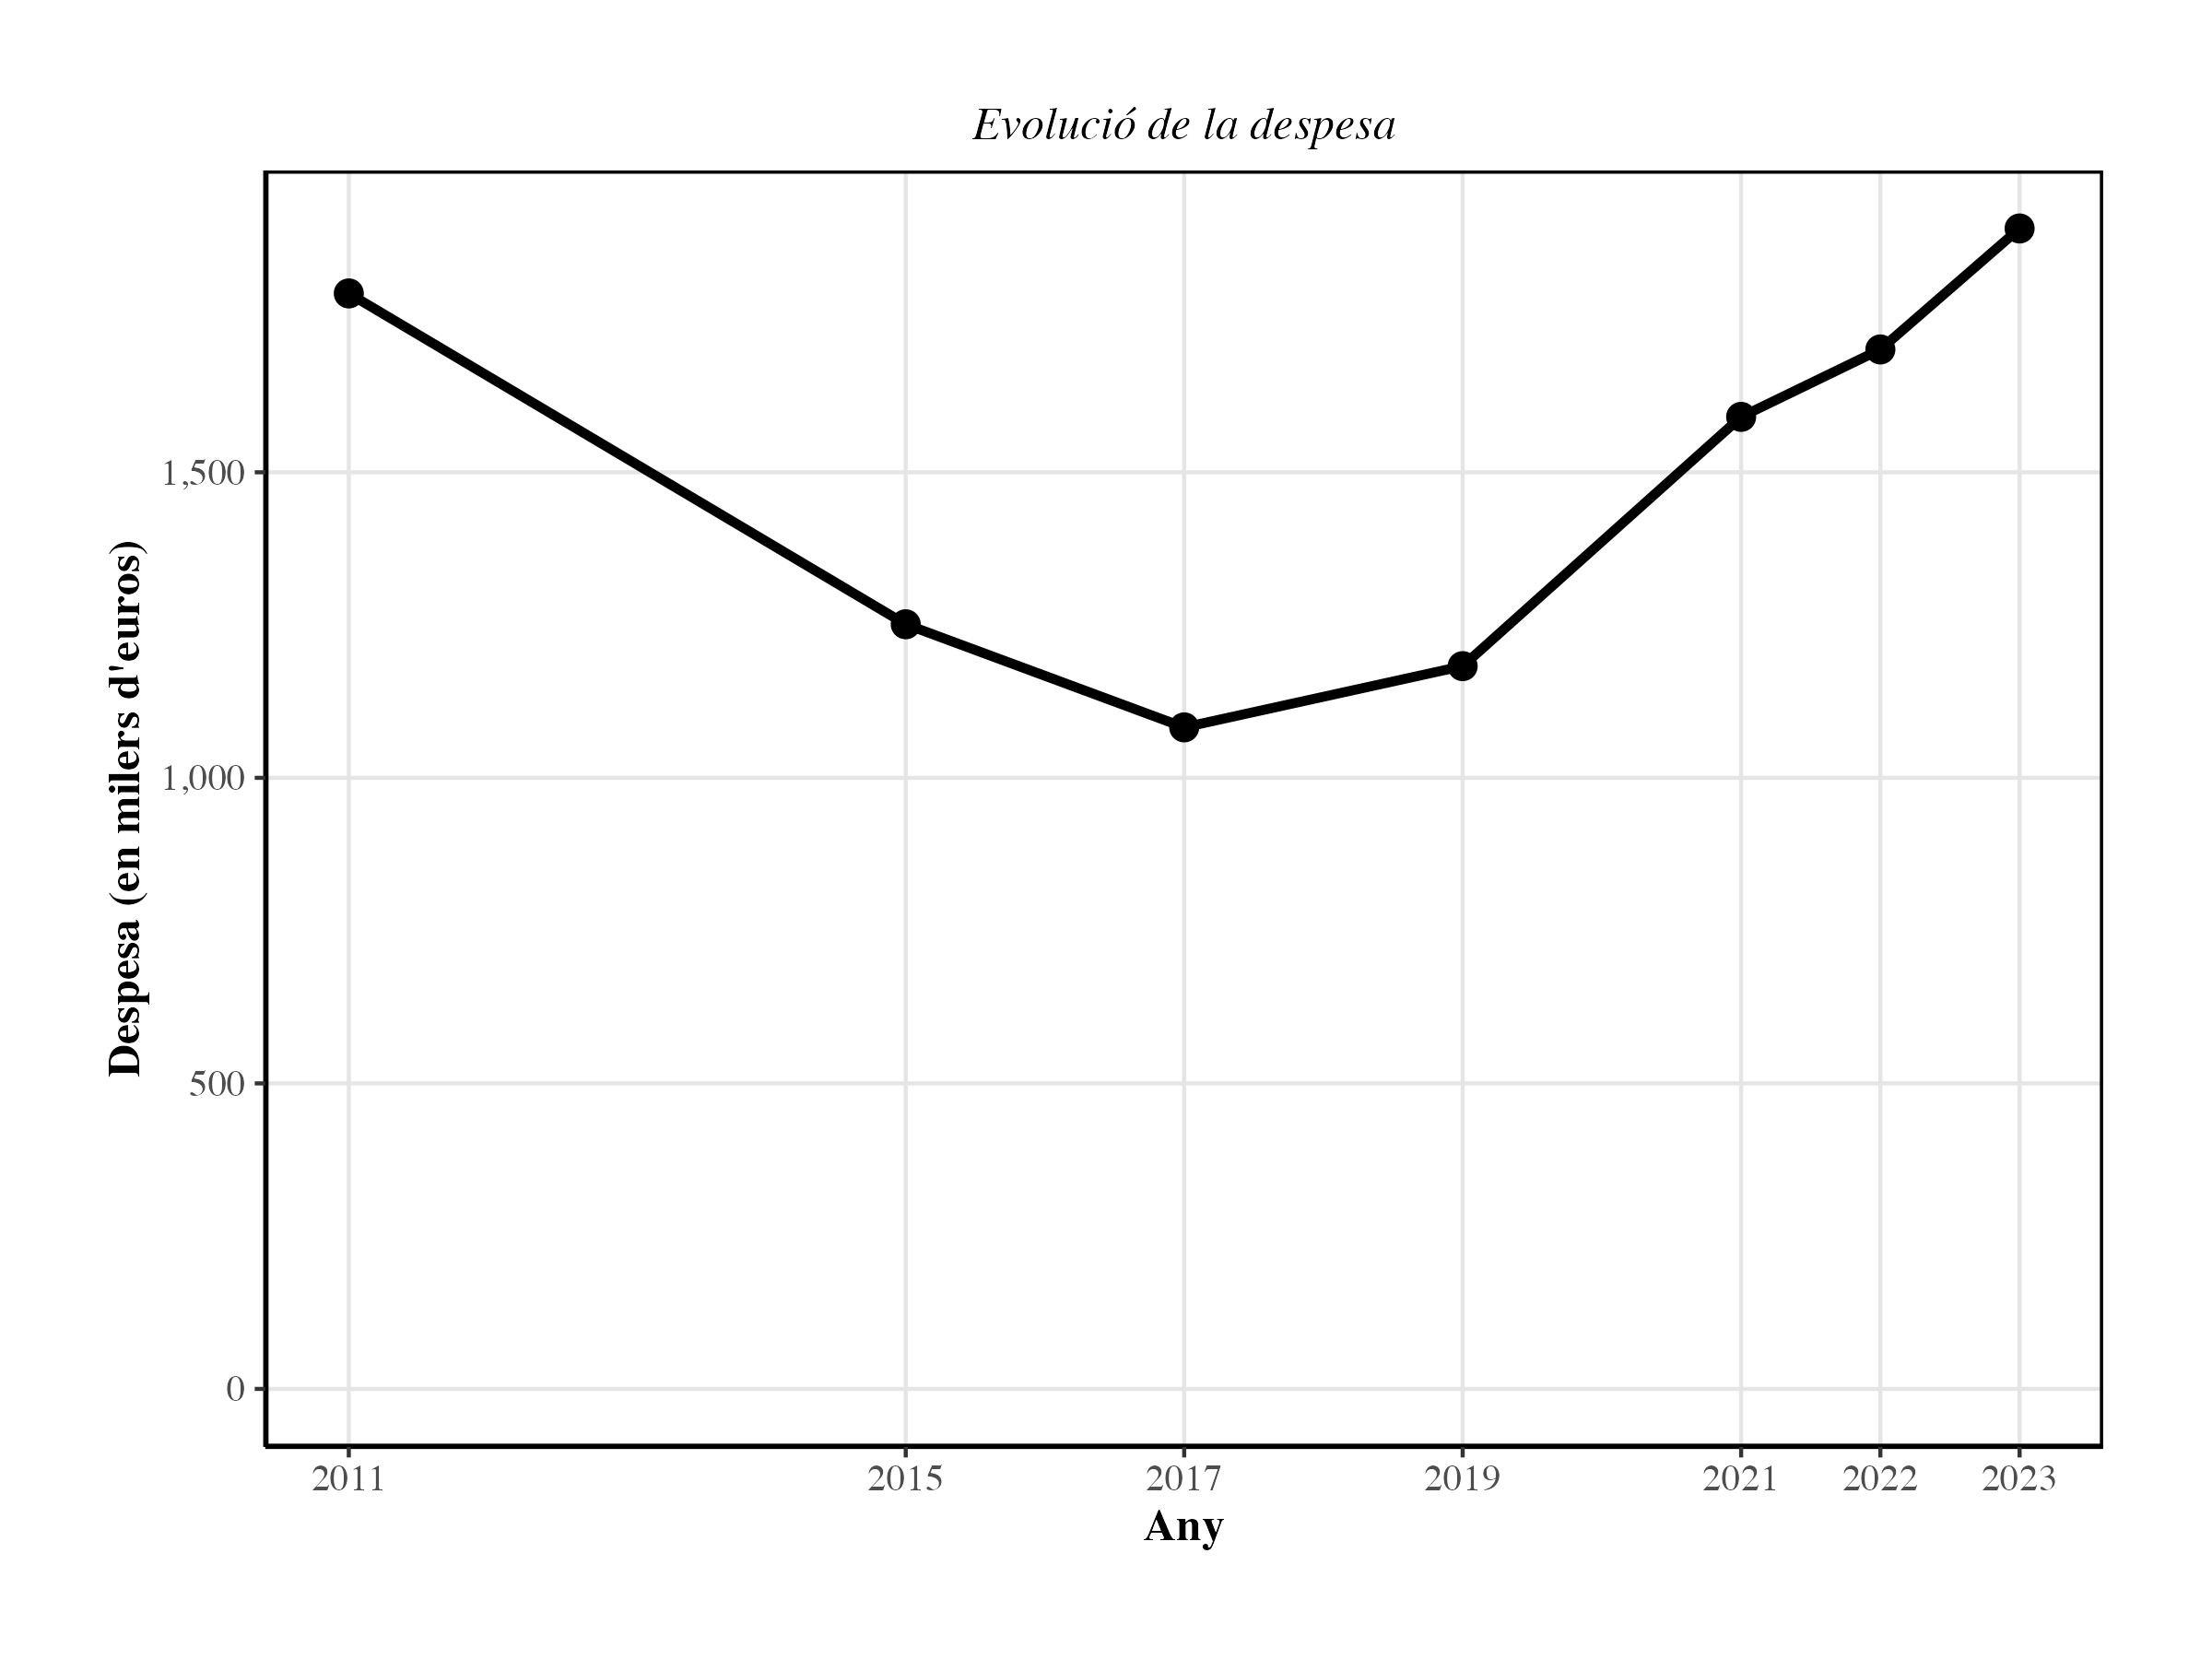 Evolució de la despesa
Despesa (en milers d'euros)
1,500
1,000
500
0
2011 2015 2017 2019 2021 2022 2023
Any